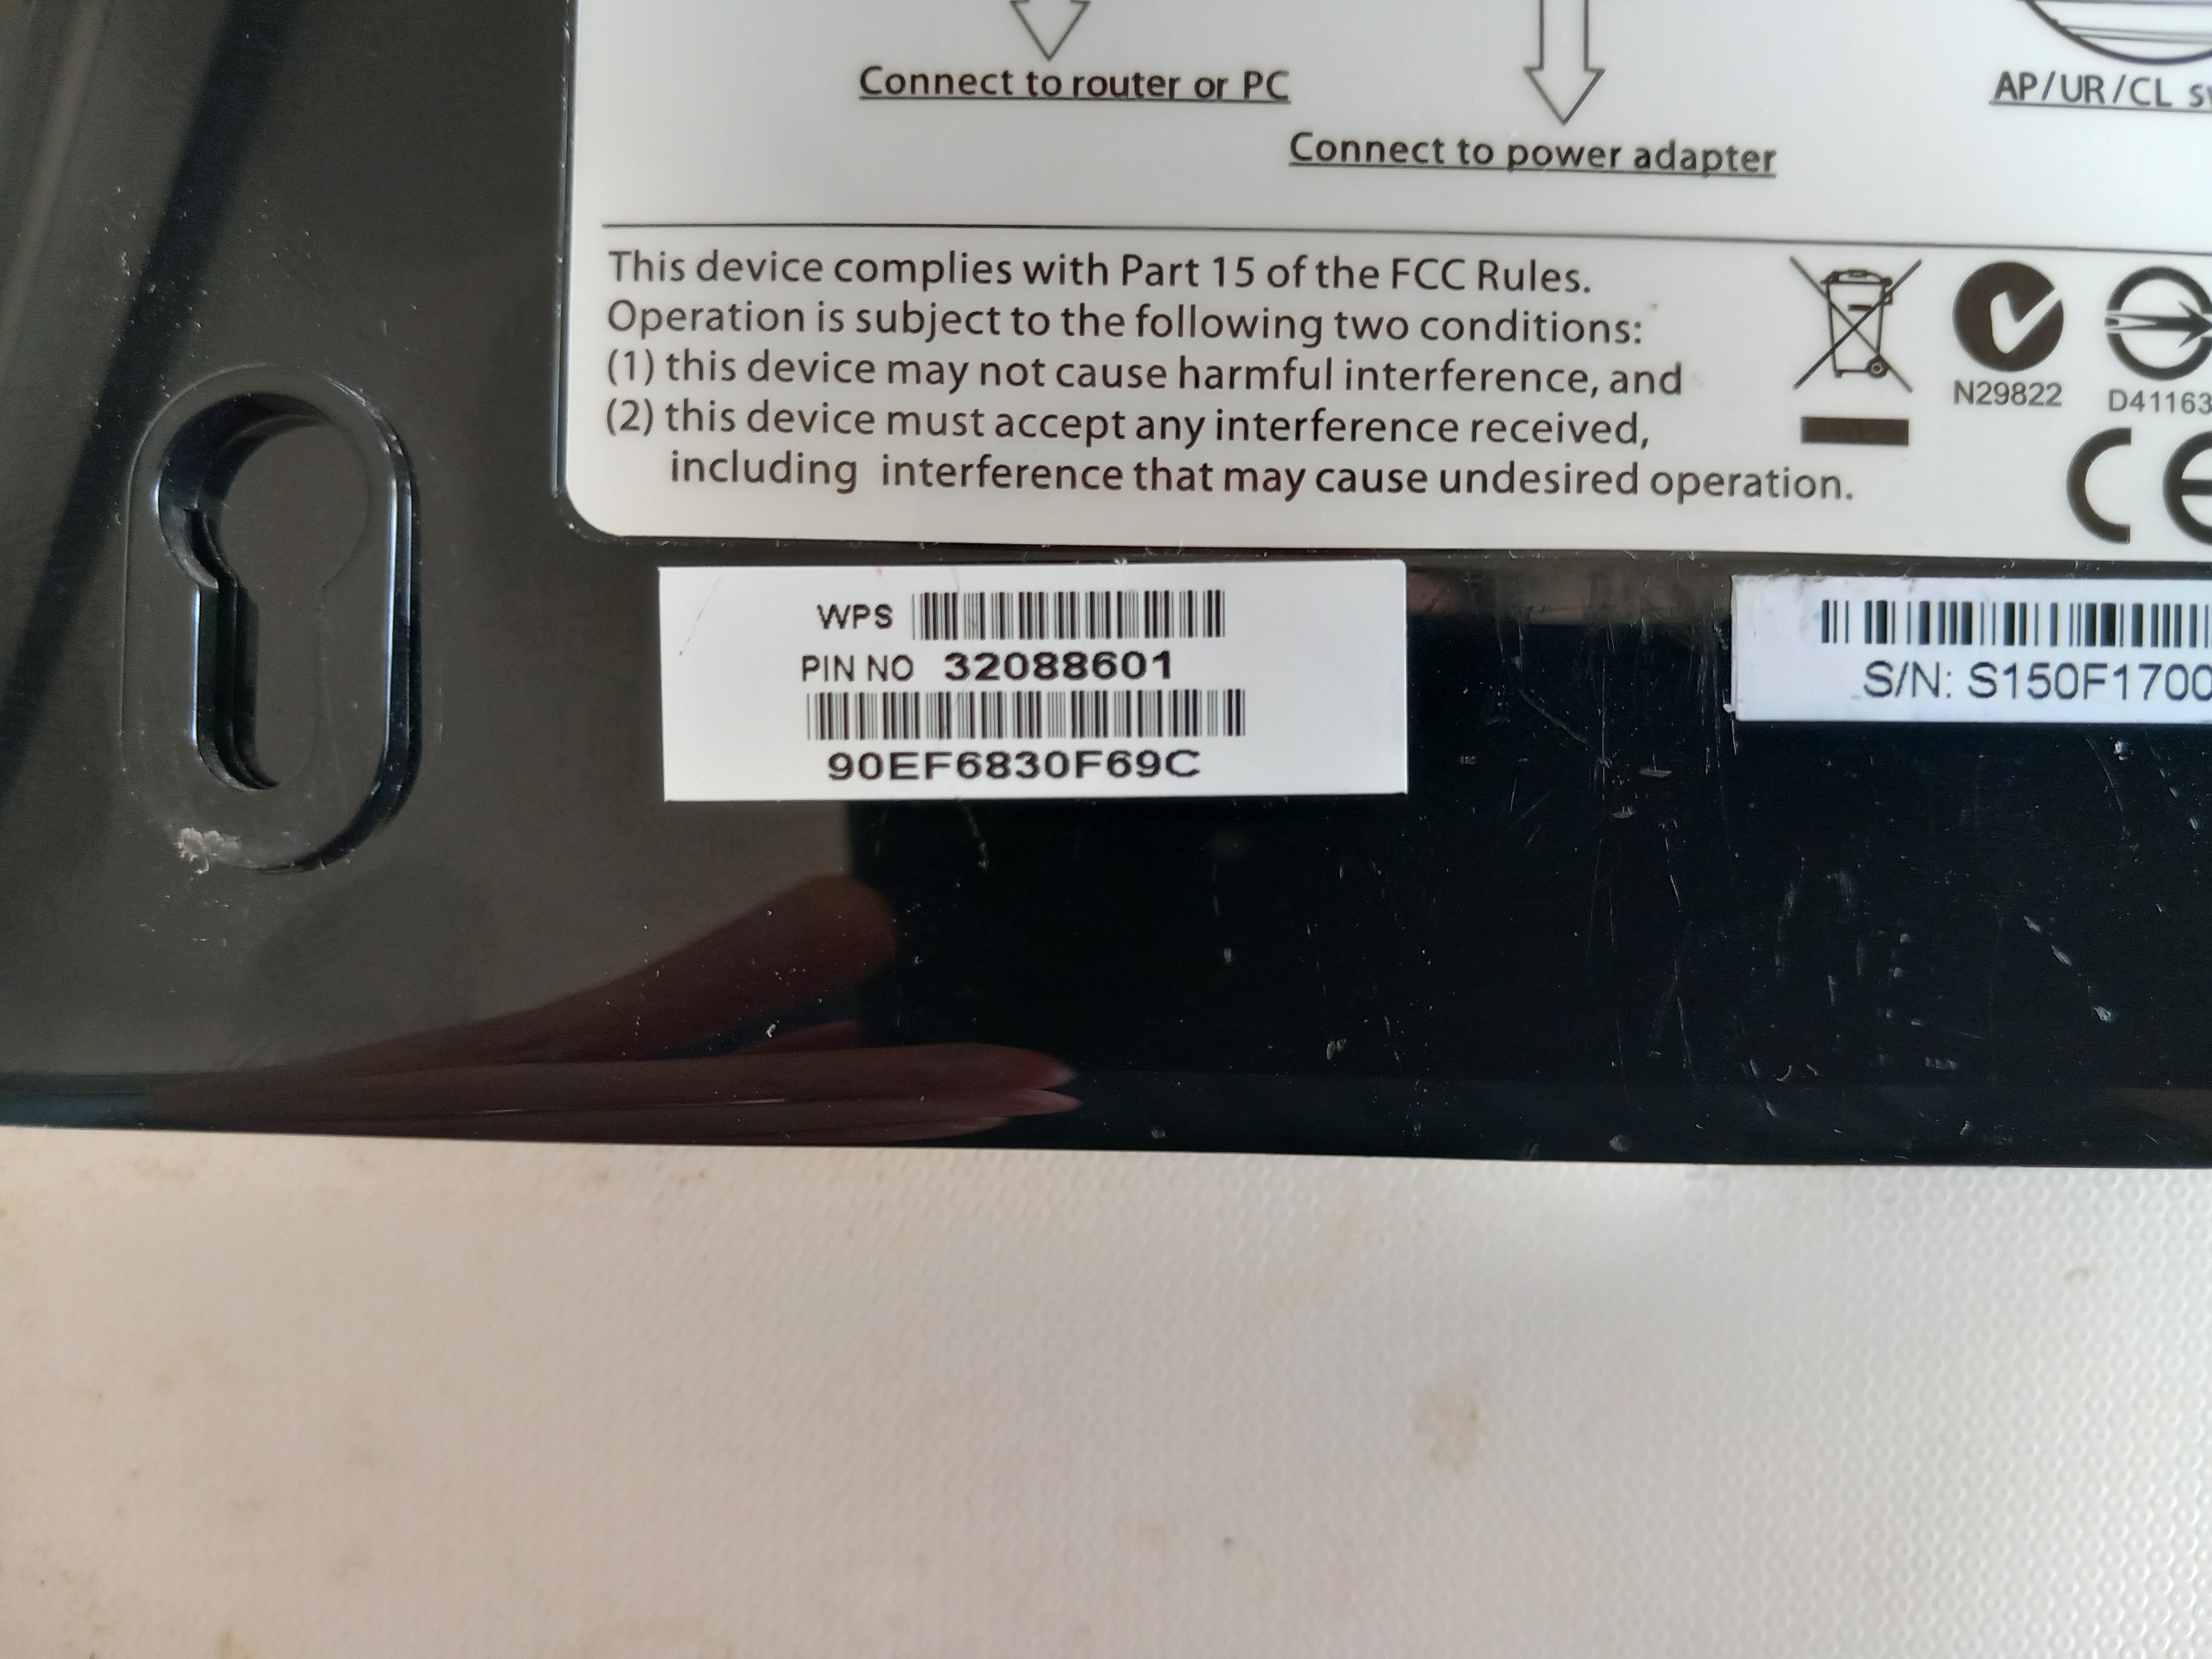 Connect to router or PC
AP/UR/CL
Connect to power adapter
This device complies with Part 15 of the FCC Rules.
Operation is subject to the following two conditions:
(1) this device may not cause harmful interference, and
(2) this device must accept any interference received,
including interference that may cause undesired operation.
N29822
D41163
CE
WPS
PIN NO 32088601
90EF6830F69C
S/N: S150F1700